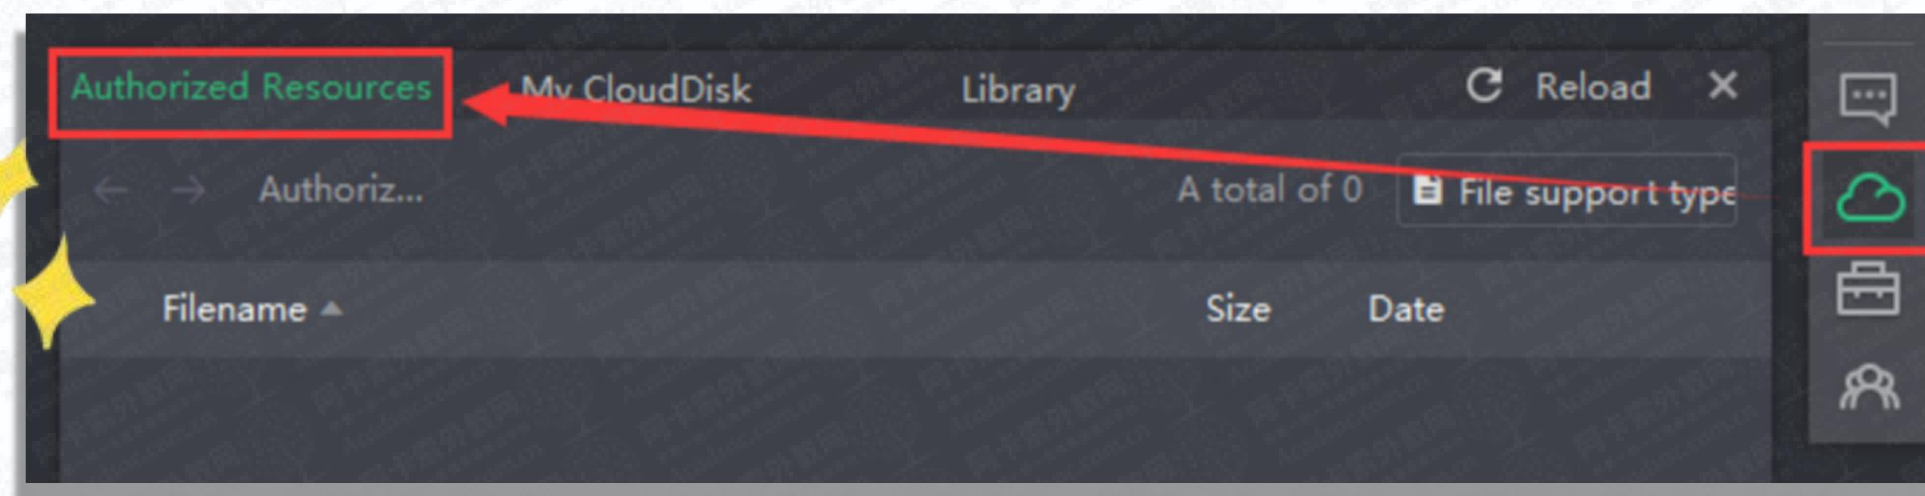 Authorized Resources My CloudDisk Library Reload
Authoriz... A total of 0 File support type
Filename Size Date